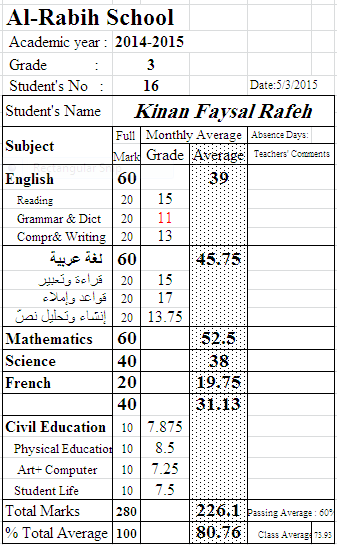 Al-Rabih School
Academic year : 2014-2015
Grade : 3
Student's No : 16 Date:5/3/2015
Student's Name Kinan Faysal Rafeh
Subject Full Mark Monthly Average Absence Days:
Grade Average Teachers' Comments
English 60 39
Reading 20 15
Grammar & Dict 20 11
Compr& Writing 20 13
لغة عربية 60 45.75
قراءة وتعبير 20 15
قواعد وإملاء 20 17
إنشاء وتحليل نصّ 20 13.75
Mathematics 60 52.5
Science 40 38
French 20 19.75
40 31.13
Civil Education 10 7.875
Physical Education 10 8.5
Art+ Computer 10 7.25
Student Life 10 7.5
Total Marks 280 226.1 Passing Average : 60%
% Total Average 100 80.76 Class Average 73.93